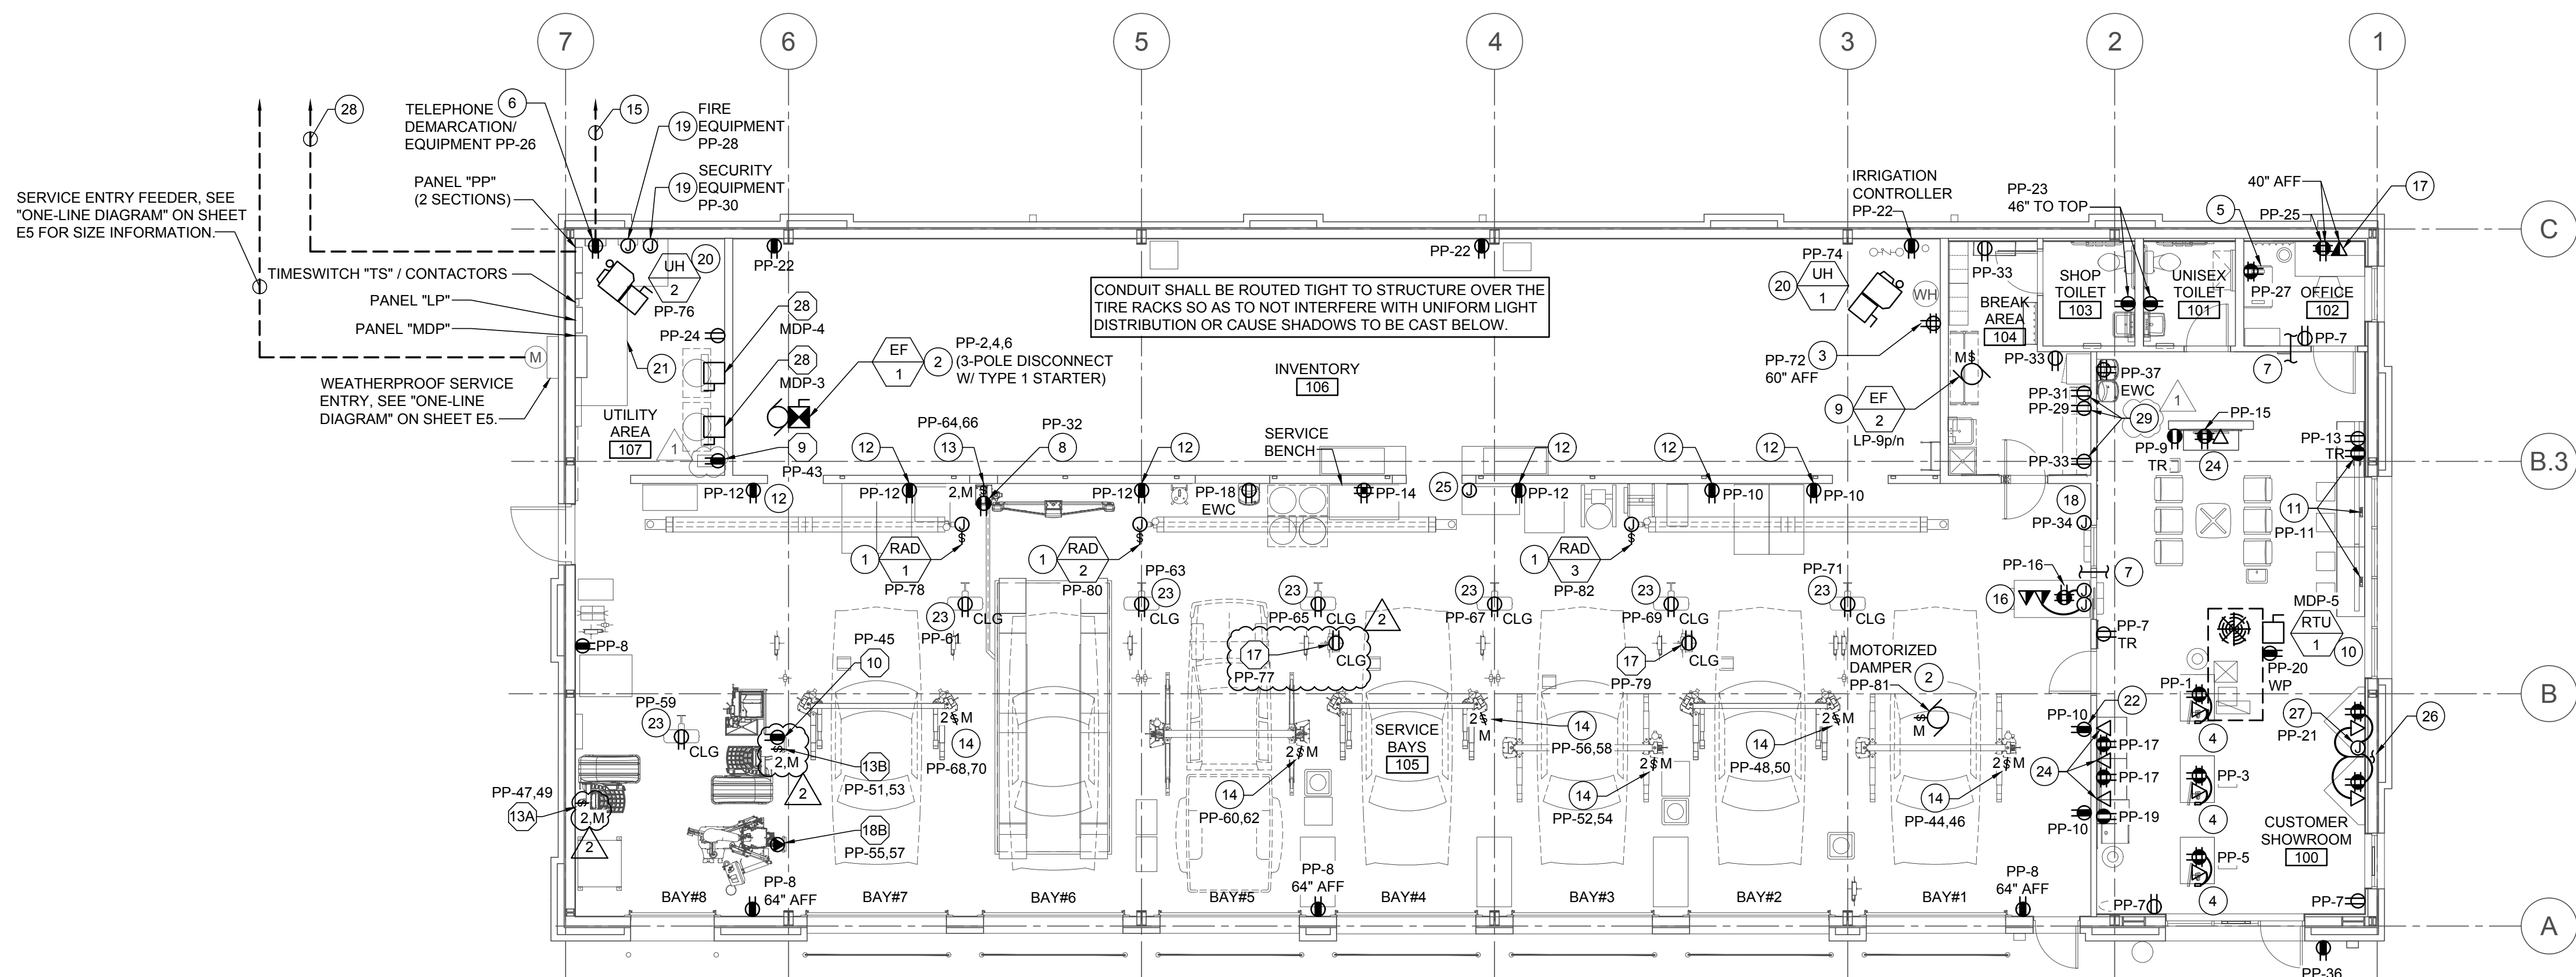 7
6
5
4
3
2
1
28
TELEPHONE
DEMARCATION/
EQUIPMENT PP-26
6
15
19
FIRE
EQUIPMENT
PP-28
19
SECURITY
EQUIPMENT
PP-30
PANEL "PP"
(2 SECTIONS)
SERVICE ENTRY FEEDER, SEE
"ONE-LINE DIAGRAM" ON SHEET
E5 FOR SIZE INFORMATION.
TIMESWITCH "TS" / CONTACTORS
PANEL "LP"
PANEL "MDP"
M
WEATHERPROOF SERVICE
ENTRY, SEE "ONE-LINE
DIAGRAM" ON SHEET E5.
J
J
UH
2
20
PP-76
PP-22
PP-24
28
MDP-4
28
MDP-3
21
UTILITY
AREA
107
1
9
PP-43
EF
1
2
PP-2,4,6
(3-POLE DISCONNECT
W/ TYPE 1 STARTER)
PP-22
CONDUIT SHALL BE ROUTED TIGHT TO STRUCTURE OVER THE
TIRE RACKS SO AS TO NOT INTERFERE WITH UNIFORM LIGHT
DISTRIBUTION OR CAUSE SHADOWS TO BE CAST BELOW.
INVENTORY
106
IRRIGATION
CONTROLLER
PP-22
PP-74
20
UH
1
WH
PP-72
60" AFF
3
9
EF
2
LP-9p/n
M$
PP-33
BREAK
AREA
104
PP-33
PP-31
PP-29
29
PP-33
PP-23
46" TO TOP
SHOP
TOILET
103
UNISEX
TOILET
101
5
PP-27
40" AFF
PP-25
17
OFFICE
102
PP-7
7
C
PP-37
EWC
1
PP-15
PP-9
TR
24
PP-13
TR
11
PP-11
B.3
PP-64,66
13
PP-32
8
12
12
12
12
12
SERVICE
BENCH
PP-12
12
PP-12
2,M
$
PP-12
PP-18
EWC
PP-14
25
J
PP-12
PP-10
PP-10
18
PP-34
J
1
RAD
1
PP-78
J
$
1
RAD
2
PP-80
J
$
1
RAD
3
PP-82
J
$
PP-16
16
J
J
7
PP-7
TR
MDP-5
RTU
1
10
PP-20
WP
PP-8
PP-59
23
CLG
23
PP-61
CLG
PP-63
23
CLG
23
PP-65
CLG
23
PP-67
CLG
23
PP-69
CLG
PP-71
23
CLG
2
17
PP-77
CLG
17
PP-79
CLG
MOTORIZED
DAMPER
PP-81
2
$
M
B
PP-45
10
$
2,M
13B
PP-51,53
2
PP-47,49
13A
$
2,M
2
18B
PP-55,57
2 $ M
14
PP-68,70
2 $ M
14
PP-60,62
2 $
M
14
PP-56,58
2 $ M
14
PP-52,54
2 $ M
14
PP-48,50
2 $ M
14
PP-44,46
SERVICE
BAYS
105
PP-10
22
PP-17
24
PP-17
PP-10
PP-19
PP-1
4
PP-3
4
PP-5
4
27
PP-21
J
26
CUSTOMER
SHOWROOM
100
PP-7
PP-7
PP-36
PP-8
64" AFF
PP-8
64" AFF
PP-8
64" AFF
BAY#8
BAY#7
BAY#6
BAY#5
BAY#4
BAY#3
BAY#2
BAY#1
A